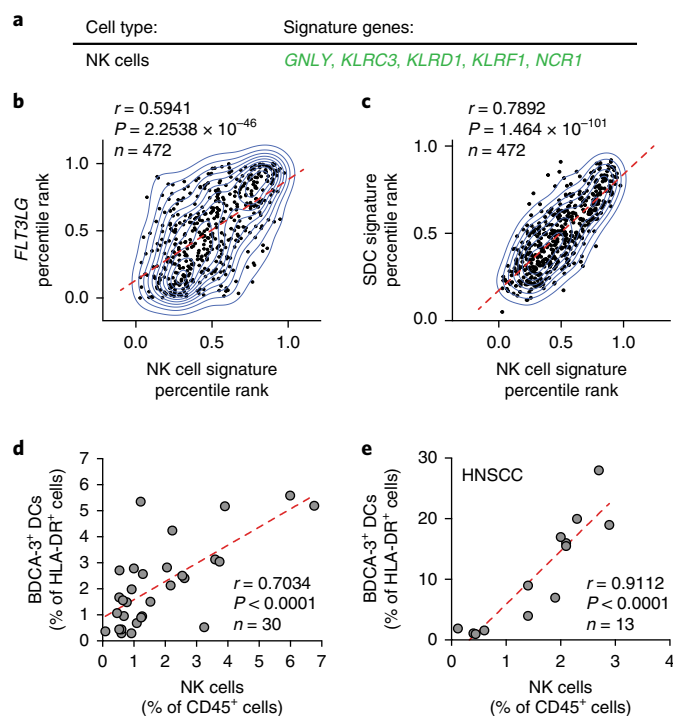 a
Cell type: Signature genes:
NK cells GNLY, KLRC3, KLRD1, KLRF1, NCR1
b
r = 0.5941
P = 2.2538 × 10⁻⁴⁶
n = 472
FLT3LG
percentile rank
1.0
0.5
0.0
0.0 0.5 1.0
NK cell signature
percentile rank
c
r = 0.7892
P = 1.464 × 10⁻¹⁰¹
n = 472
SDC signature
percentile rank
1.0
0.5
0.0
0.0 0.5 1.0
NK cell signature
percentile rank
d
BDCA-3⁺ DCs
(% of HLA-DR⁺ cells)
7
6
5
4
3
2
1
0
r = 0.7034
P < 0.0001
n = 30
0 1 2 3 4 5 6 7
NK cells
(% of CD45⁺ cells)
e
HNSCC
BDCA-3⁺ DCs
(% of HLA-DR⁺ cells)
30
20
10
0
r = 0.9112
P < 0.0001
n = 13
0 1 2 3 4
NK cells
(% of CD45⁺ cells)